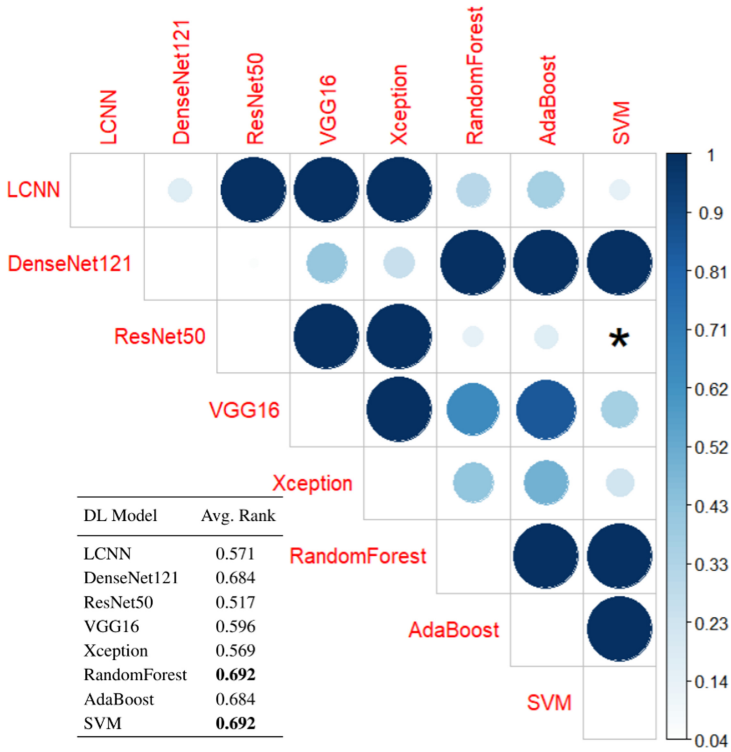 LCNN
DenseNet121
ResNet50
VGG16
Xception
RandomForest
AdaBoost
SVM
LCNN
DenseNet121
ResNet50
*
VGG16
Xception
RandomForest
AdaBoost
SVM
1
0.9
0.81
0.71
0.62
0.52
0.43
0.33
0.23
0.14
0.04
DL Model Avg. Rank
LCNN 0.571
DenseNet121 0.684
ResNet50 0.517
VGG16 0.596
Xception 0.569
RandomForest 0.692
AdaBoost 0.684
SVM 0.692